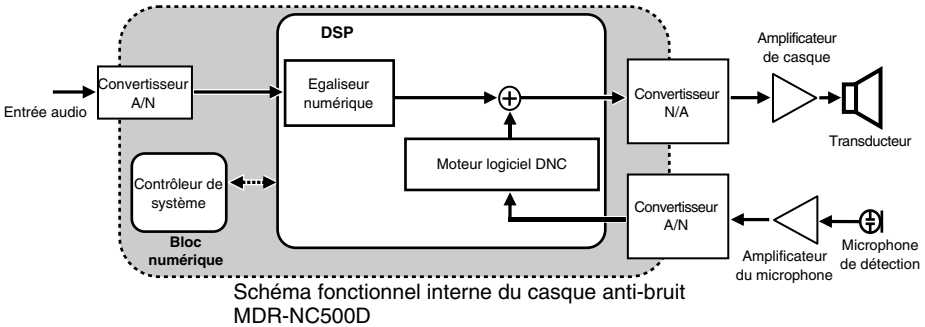 DSP
Convertisseur
A/N
Entrée audio
Egaliseur
numérique
Convertisseur
N/A
Amplificateur
de casque
Transducteur
Moteur logiciel DNC
Contrôleur de
système
Bloc
numérique
Convertisseur
A/N
Amplificateur
du microphone
Microphone
de détection
Schéma fonctionnel interne du casque anti-bruit
MDR-NC500D